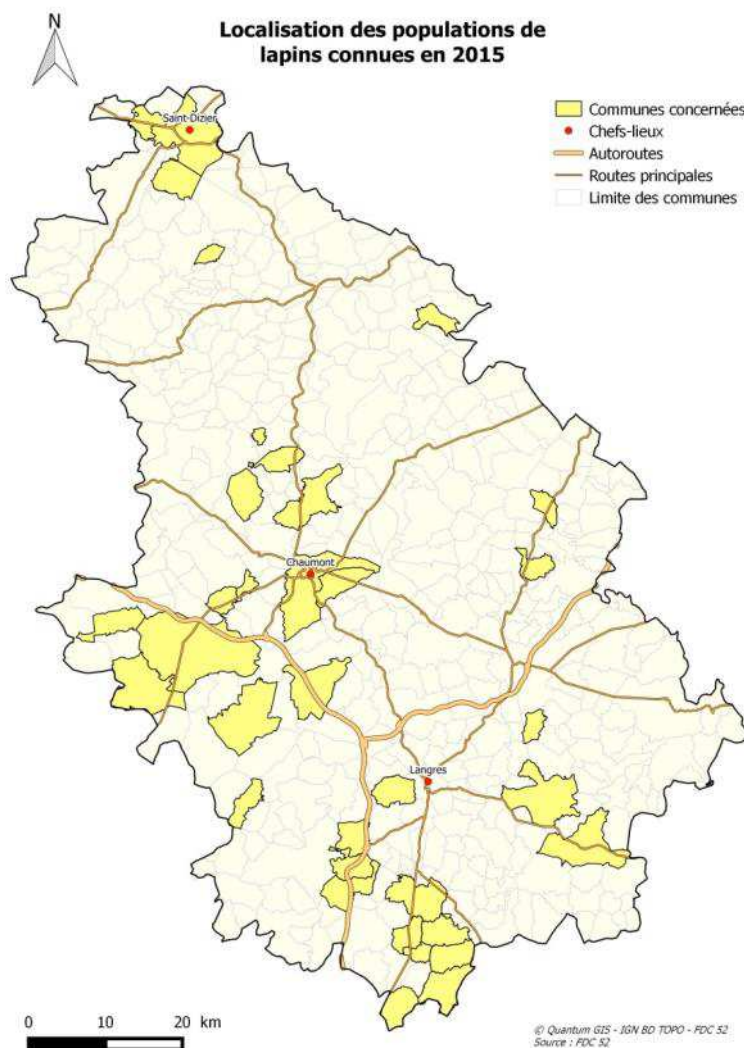 Localisation des populations de
lapins connues en 2015
N
Communes concernées
Chefs-lieux
Autoroutes
Routes principales
Limite des communes
Saint-Dizier
Chaumont
Langres
0 10 20 km
© Quantum GIS - IGN BD TOPO - FDC 52
Source : FDC 52